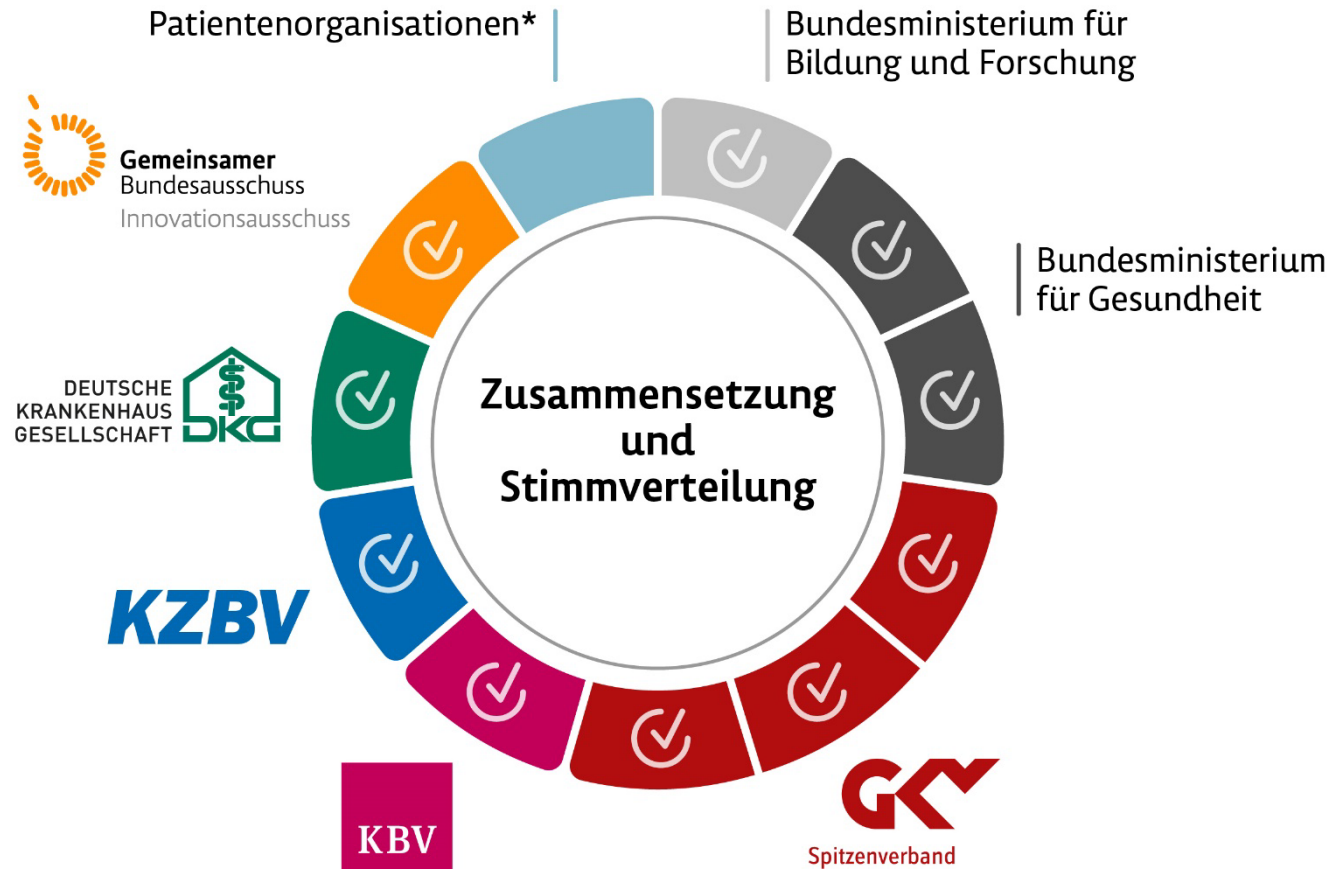 Patientenorganisationen*
Bundesministerium für
Bildung und Forschung
Gemeinsamer
Bundesausschuss
Innovationsausschuss
Bundesministerium
für Gesundheit
DEUTSCHE
KRANKENHAUS
GESELLSCHAFT
DKG
Zusammensetzung
und
Stimmverteilung
KZBV
KBV
GKV
Spitzenverband